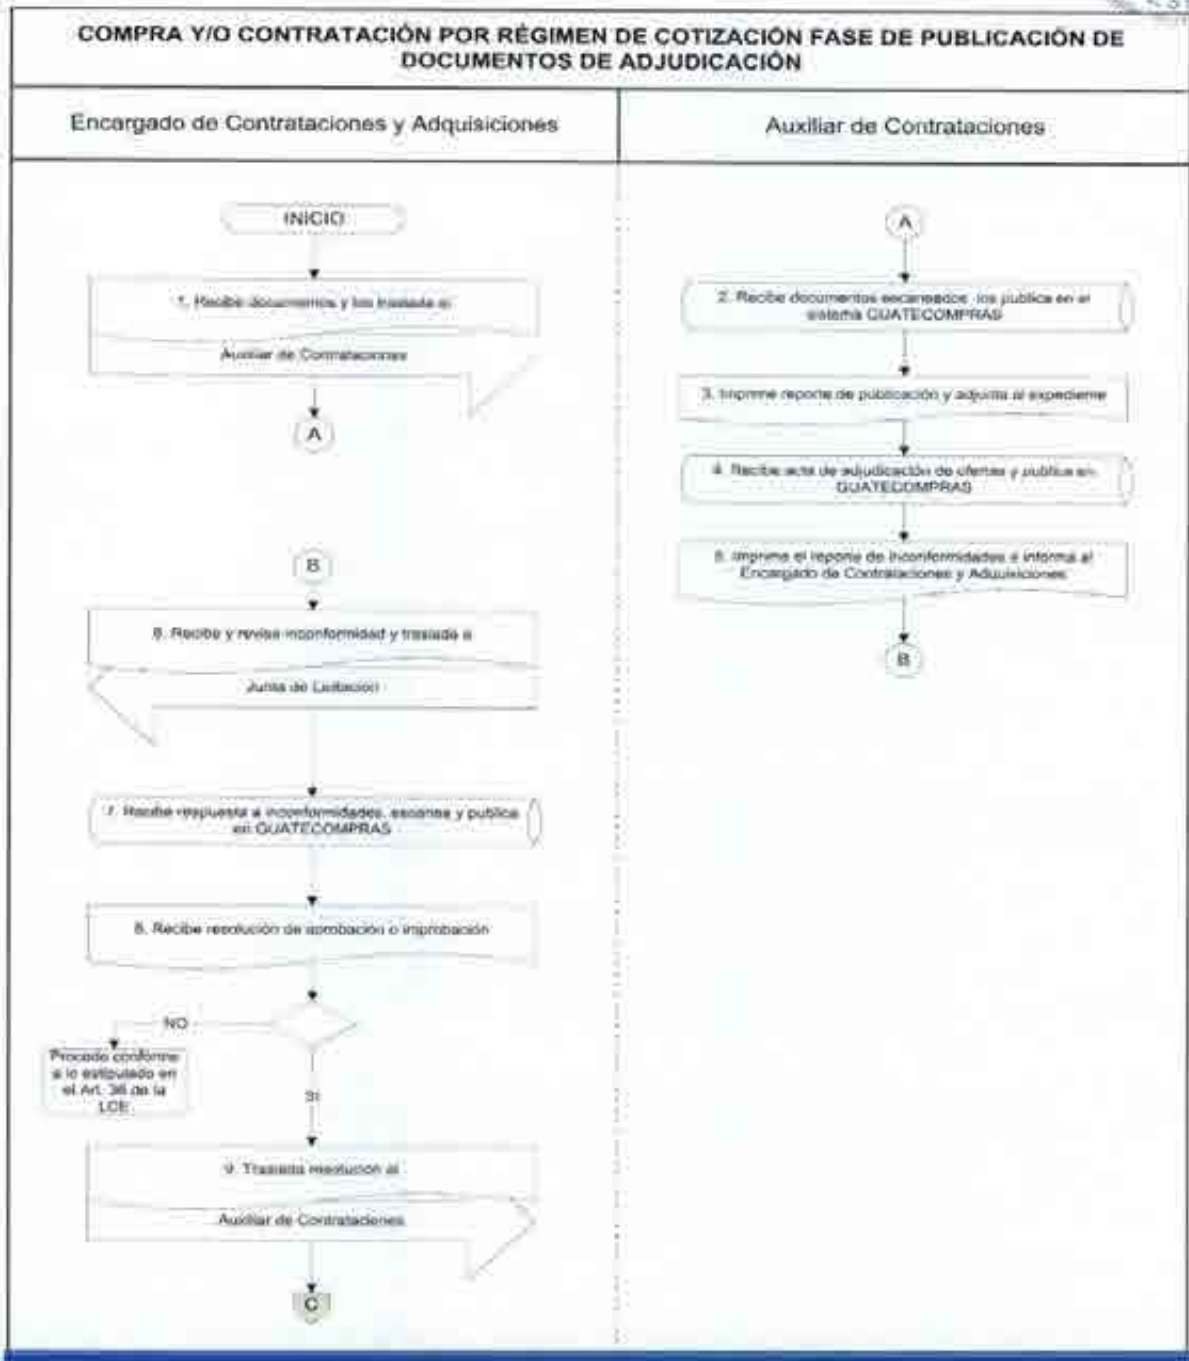 COMPRA Y/O CONTRATACIÓN POR RÉGIMEN DE COTIZACIÓN FASE DE PUBLICACIÓN DE
DOCUMENTOS DE ADJUDICACIÓN
Encargado de Contrataciones y Adquisiciones
Auxiliar de Contrataciones
INICIO
1. Recibe documentos y los traslada al
Auxiliar de Contrataciones
A
B
6. Recibe y revisa inconformidad y traslada a
Junta de Licitación
7. Recibe respuesta a inconformidades, escanea y publica
en GUATECOMPRAS
8. Recibe resolución de aprobación o improbación
NO
Procede conforme
a lo estipulado en
el Art. 36 de la
LCE
SI
9. Traslada resolución al
Auxiliar de Contrataciones
C
A
2. Recibe documentos escaneados los publica en el
sistema GUATECOMPRAS
3. Imprime reporte de publicación y adjunta al expediente
4. Recibe acta de adjudicación de ofertas y publica en
GUATECOMPRAS
5. Imprime el reporte de inconformidades e informa al
Encargado de Contrataciones y Adquisiciones
B